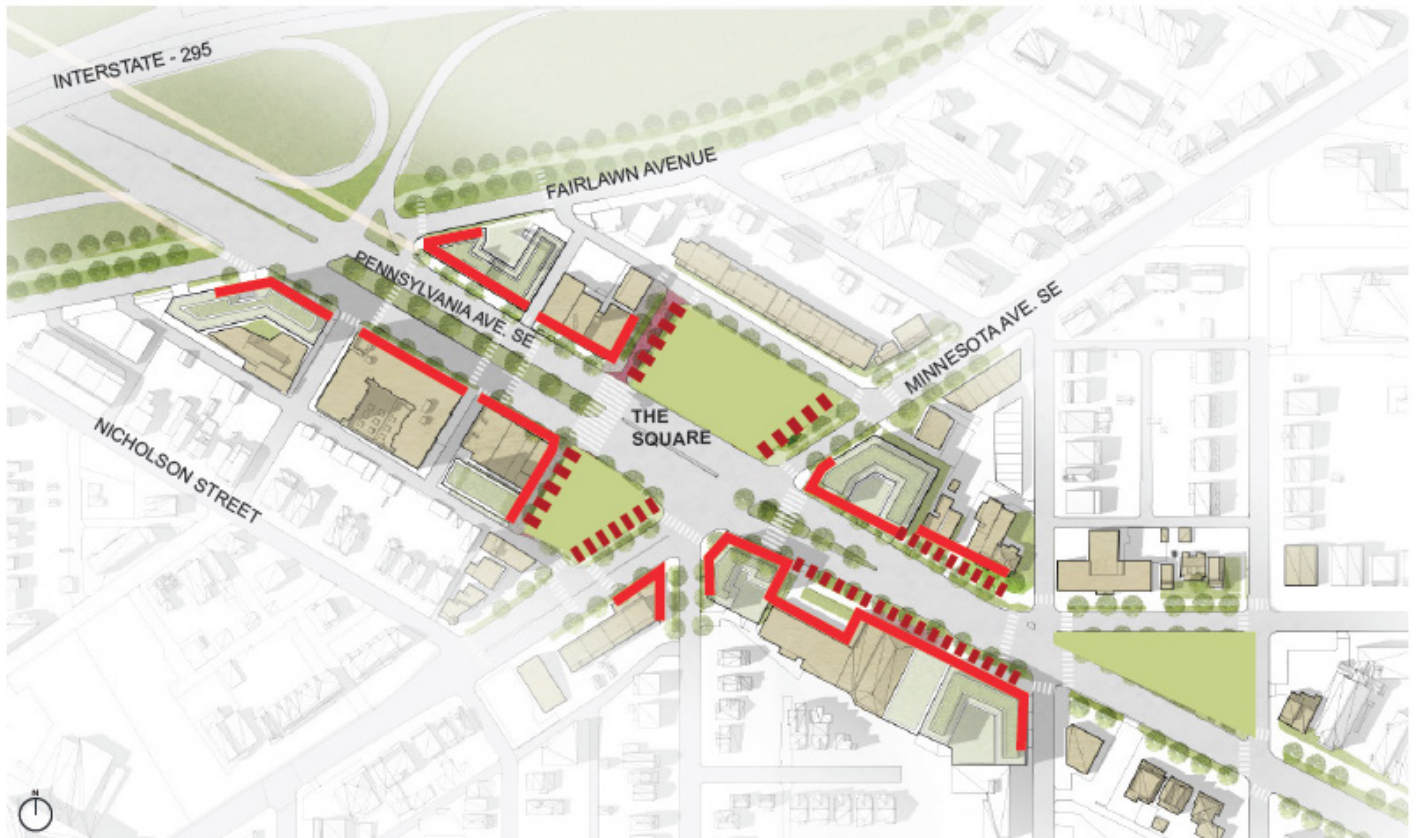 INTERSTATE - 295
FAIRLAWN AVENUE
PENNSYLVANIA AVE. SE
MINNESOTA AVE. SE
THE
SQUARE
NICHOLSON STREET
N